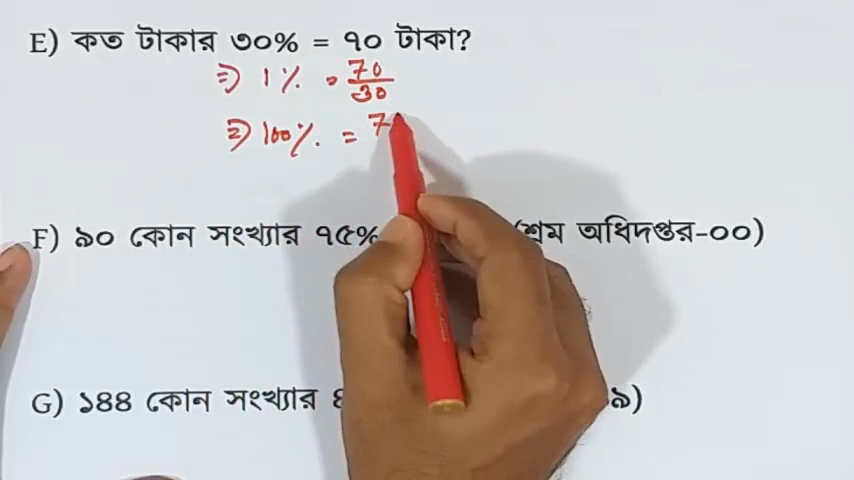 E) কত টাকার ৩০% = ৭০ টাকা?
⇒ 1% = 70/30
⇒ 100% = 7
F) ৯০ কোন সংখ্যার ৭৫% (শ্রম অধিদপ্তর-০০)
G) ১৪৪ কোন সংখ্যার ৯)